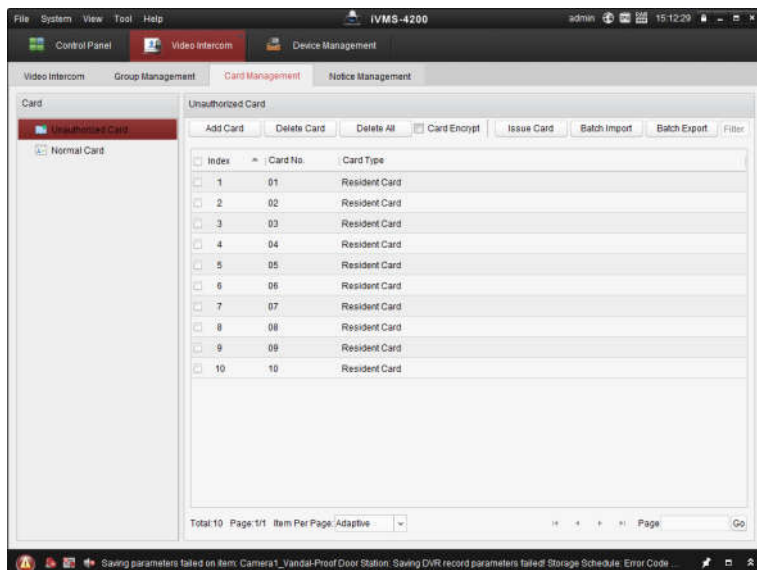 File System View Tool Help iVMS-4200 admin 15:12:29
Control Panel Video Intercom Device Management
Video Intercom Group Management Card Management Notice Management
Card Unauthorized Card
Unauthorized Card Add Card Delete Card Delete All Card Encrypt Issue Card Batch Import Batch Export Filter
Normal Card
Index Card No. Card Type
1 01 Resident Card
2 02 Resident Card
3 03 Resident Card
4 04 Resident Card
5 05 Resident Card
6 06 Resident Card
7 07 Resident Card
8 08 Resident Card
9 09 Resident Card
10 10 Resident Card
Total:10 Page:1/1 Item Per Page: Adaptive Page Go
Saving parameters failed on item: Camera1_Vandal-Proof Door Station: Saving DVR record parameters failed! Storage Schedule: Error Code ...